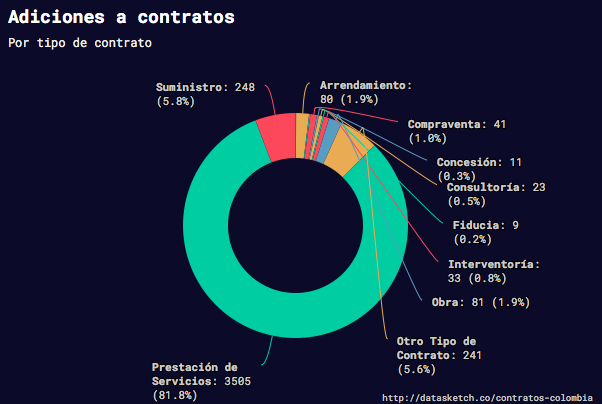 Adiciones a contratos
Por tipo de contrato
Suministro: 248
(5.8%)
Arrendamiento:
80 (1.9%)
Compraventa: 41
(1.0%)
Concesión: 11
(0.3%)
Consultoría: 23
(0.5%)
Fiducia: 9
(0.2%)
Interventoría:
33 (0.8%)
Obra: 81 (1.9%)
Otro Tipo de
Contrato: 241
(5.6%)
Prestación de
Servicios: 3505
(81.8%)
http://datasketch.co/contratos-colombia